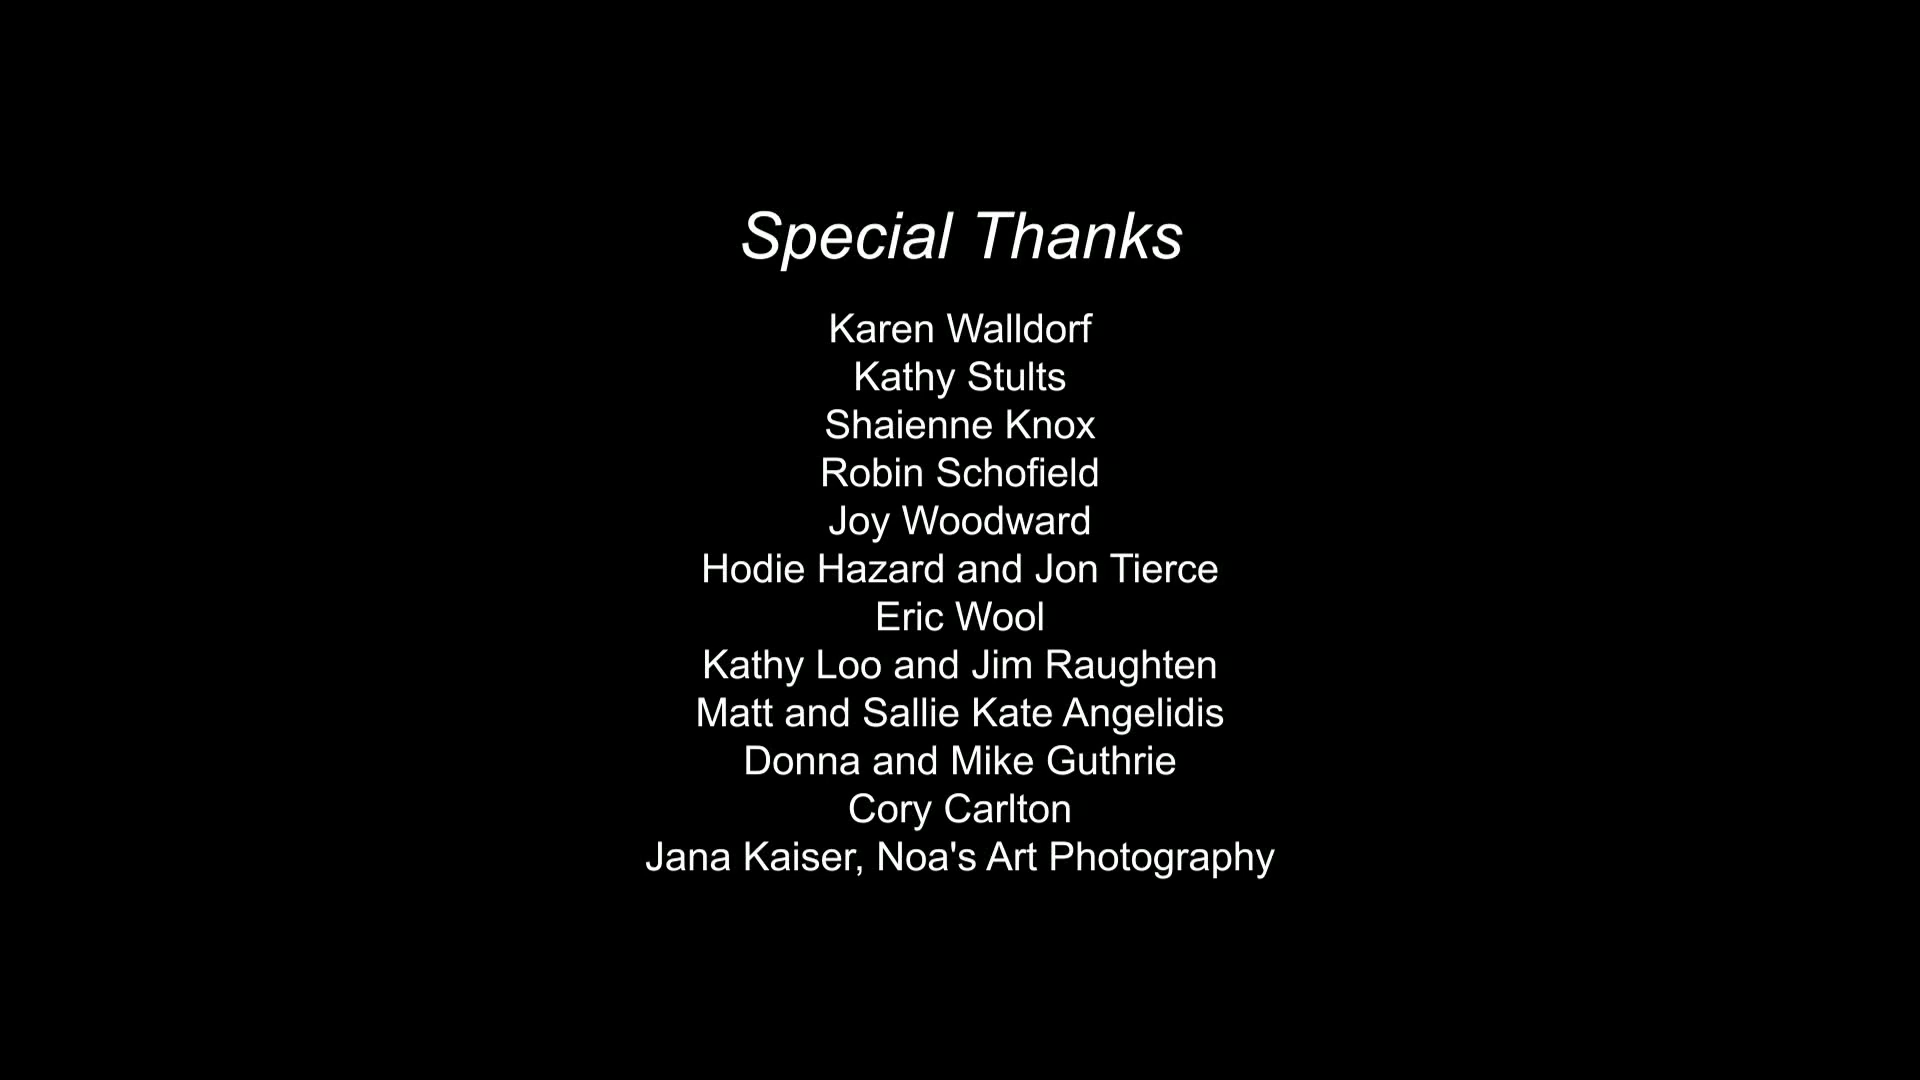 Special Thanks
Karen Walldorf
Kathy Stults
Shaienne Knox
Robin Schofield
Joy Woodward
Hodie Hazard and Jon Tierce
Eric Wool
Kathy Loo and Jim Raughten
Matt and Sallie Kate Angelidis
Donna and Mike Guthrie
Cory Carlton
Jana Kaiser, Noa's Art Photography